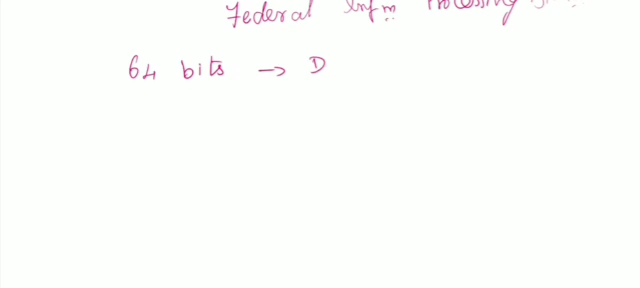 Federal Infm Processing
64 bits → D